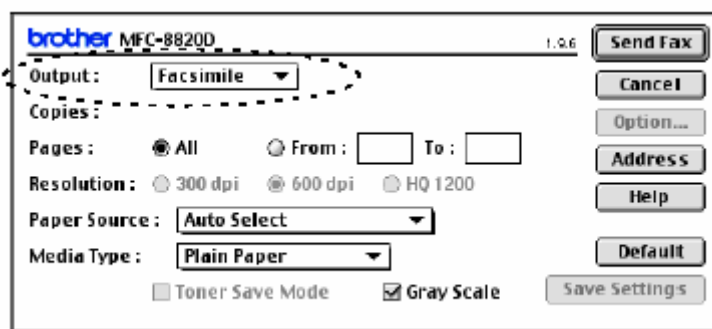 brother MFC-8820D 1.9.6 Send Fax
Output: Facsimile
Cancel
Copies:
Option...
Pages: All From: To:
Address
Resolution: 300 dpi 600 dpi HQ 1200
Help
Paper Source: Auto Select
Media Type: Plain Paper Default
Toner Save Mode Gray Scale Save Settings